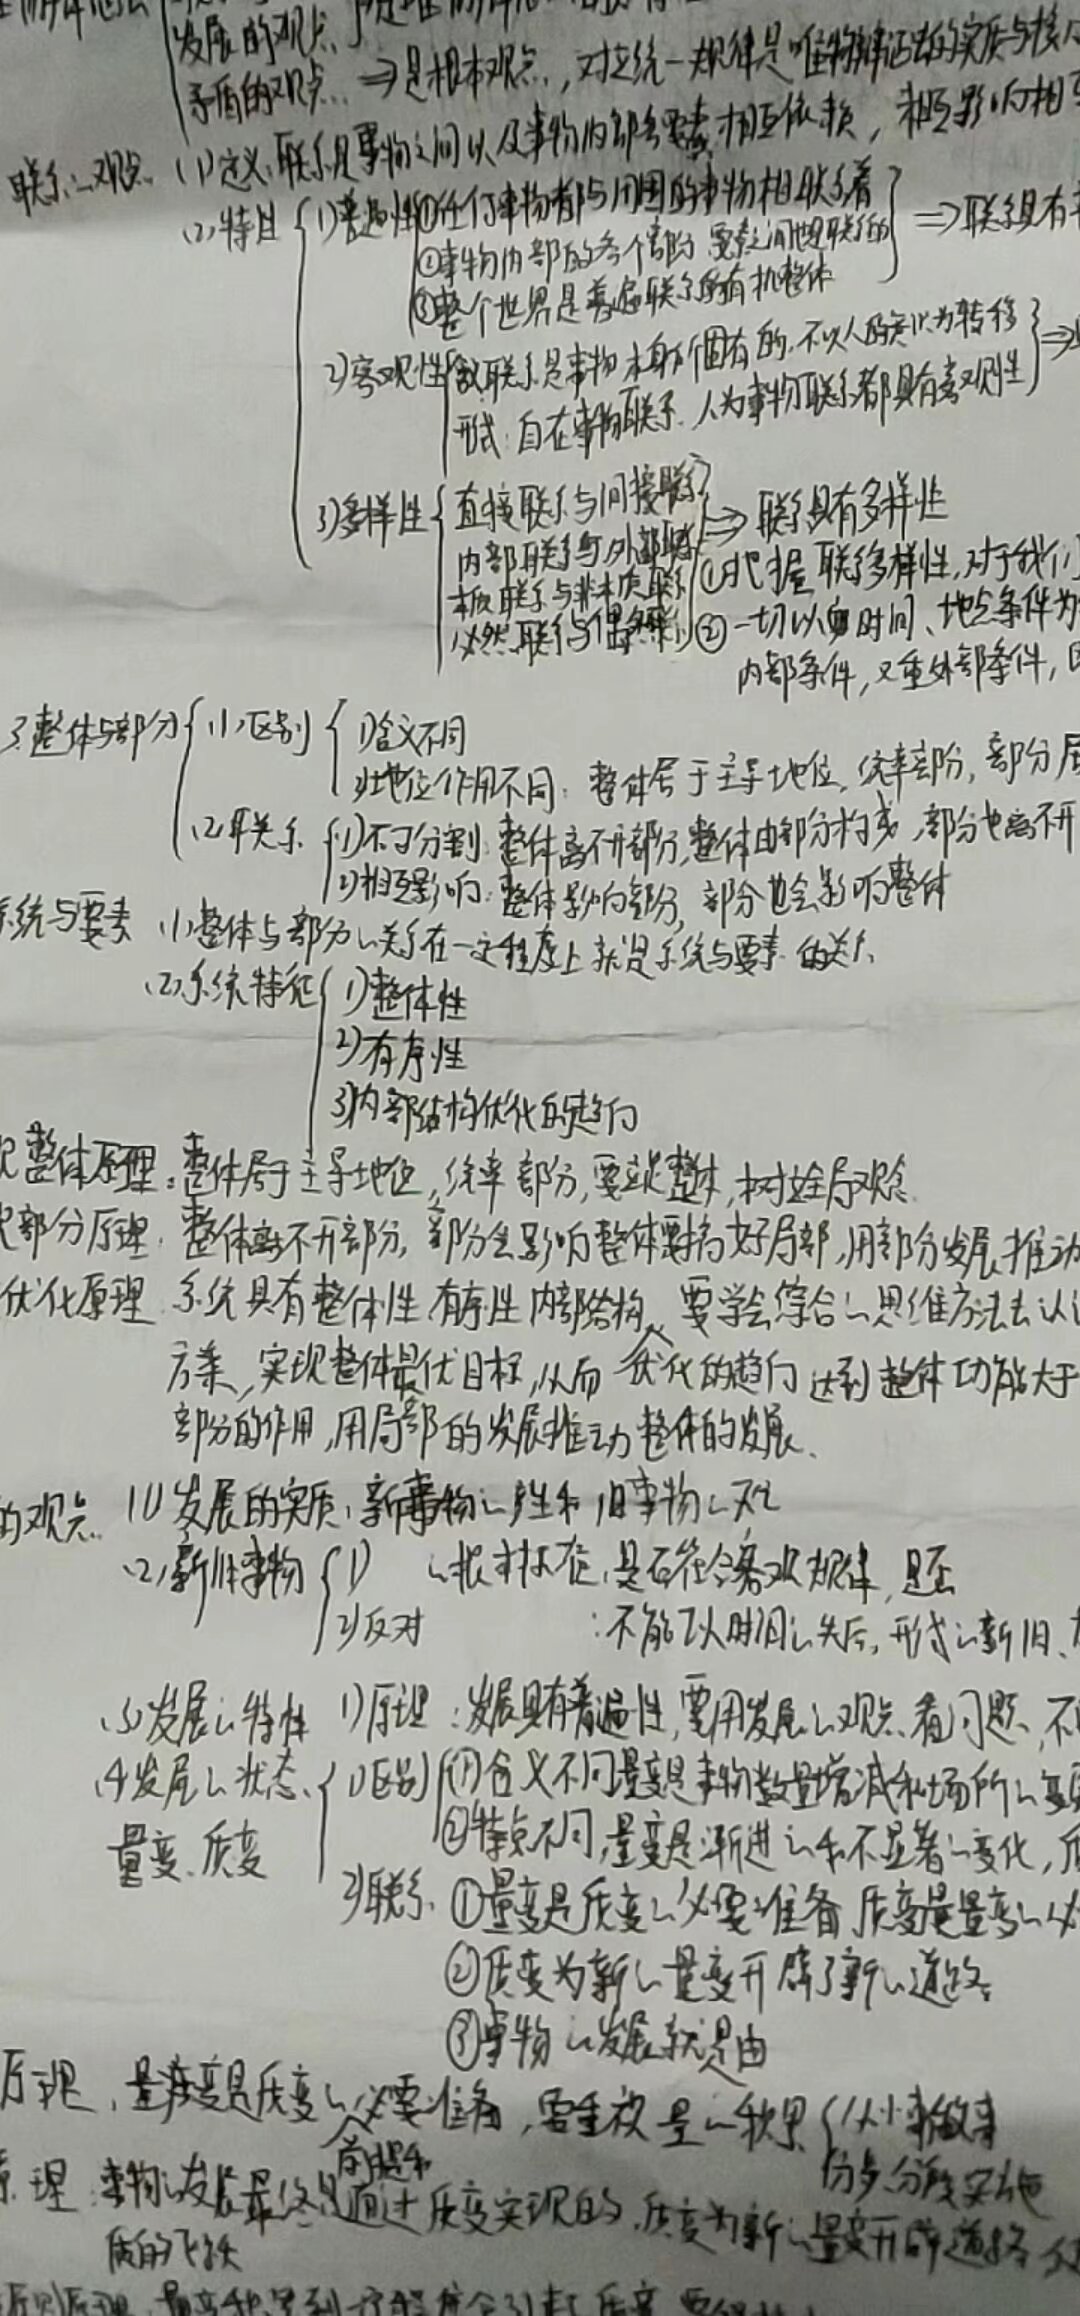 发展的观点
矛盾的观点 ⇒是根本观点,对立统一规律是唯物辩证法的实质与核
联系的观点 (1)定义:联系是事物之间以及事物内部各要素相互依赖,相互影响相
(2)特性 1)普遍性 ①任何事物都与周围的事物相联系着 ⇒联系具有
②事物内部的各个部分要素之间也是联系的
③整个世界是普遍联系的有机整体
2)客观性 联系是事物本身所固有的.不以人的意识为转移
形式:自在事物联系.人为事物联系都具有客观性
3)多样性 直接联系与间接联系 ⇒联系具有多样性
内部联系与外部联系 ①把握联系多样性,对于我们
本质联系与非本质联系
必然联系与偶然联系 ②一切以时间、地点条件为
内部条件,又重外部条件,
3.整体与部分 (1)区别 1)含义不同
2)地位作用不同:整体居于主导地位,统率部分,部分居
(2)联系 1)不可分割:整体离不开部分,整体由部分构成,部分也离不开
2)相互影响:整体影响部分,部分也会影响整体
系统与要素 (1)整体与部分的关系在一定程度上就是系统与要素的关系
(2)系统特征 1)整体性
2)有序性
3)内部结构优化的趋向
整体原理:整体居于主导地位,统率部分,要立足整体,树立全局观念
部分原理.整体离不开部分,部分会影响整体要搞好局部,用部分发展推动
优化原理 系统具有整体性有序性内部结构 要学会综合的思维方法去认
方案,实现整体最优目标,从而 优化的趋向 达到整体功能大于
部分的作用,用局部的发展推动整体的发展.
的观点 (1)发展的实质:新事物的产生和旧事物的灭亡
(2)新旧事物 1) 的根本标志,是否符合客观规律,是否
2)反对 :不能以时间的先后,形式的新旧、
(3)发展的特性 1)原理:发展具有普遍性,要用发展的观点看问题,不
(4)发展的状态 1)区别 ①含义不同量变是事物数量增减和场所的变
量变、质变 ②特点不同,量变是渐进的和不显著的变化,
2)联系 ①量变是质变的必要准备 质变是量变的必
②质变为新的量变开辟了新的道路
③事物的发展就是由
原理,量变是质变的必要准备,要重视量的积累 从小事做事
前提和 分步分阶段实施
原理 事物的发展最终是通过质变实现的.质变为新的量变开辟道路
质的飞跃